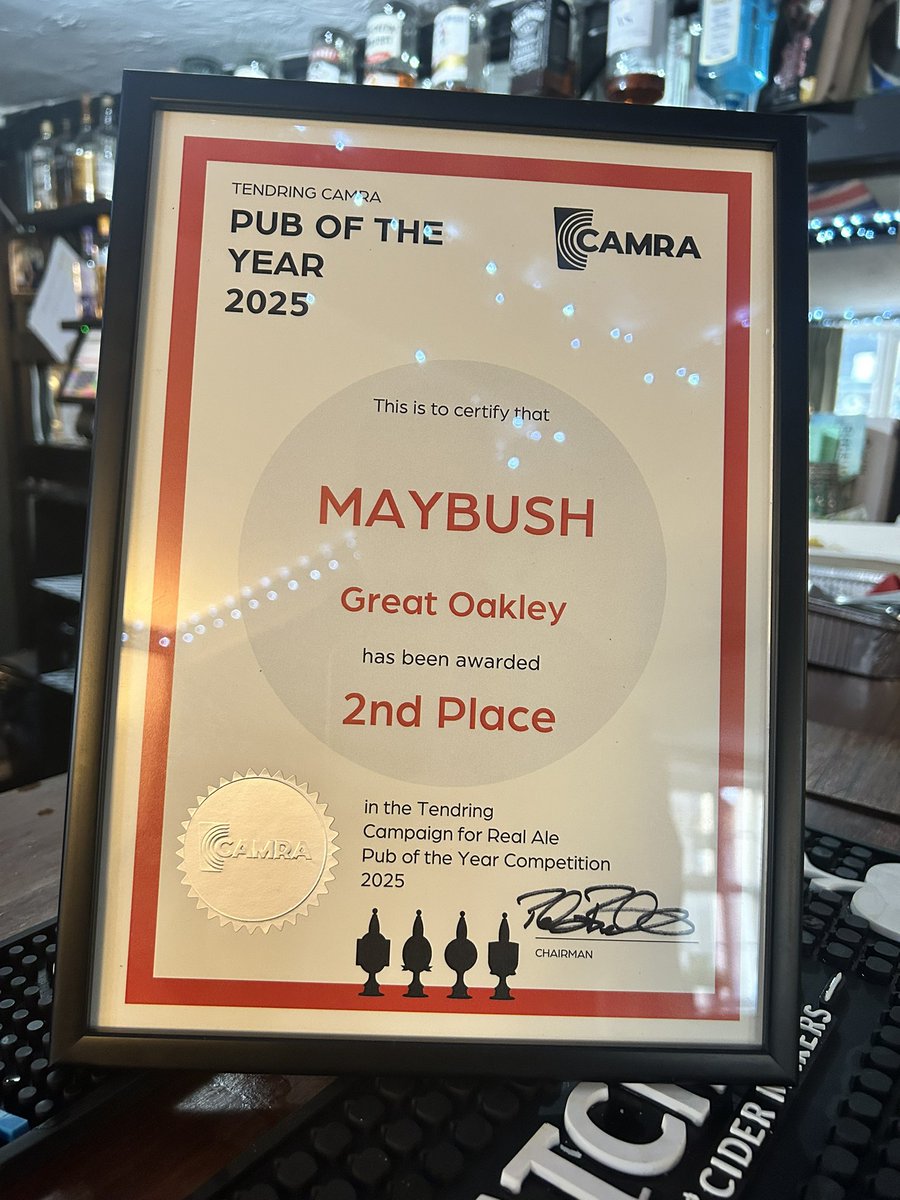 TENDRING CAMRA
PUB OF THE
YEAR
2025
CAMRA
This is to certify that
MAYBUSH
Great Oakley
has been awarded
2nd Place
in the Tendring
Campaign for Real Ale
Pub of the Year Competition
2025
CAMRA
CHAIRMAN
CIDER